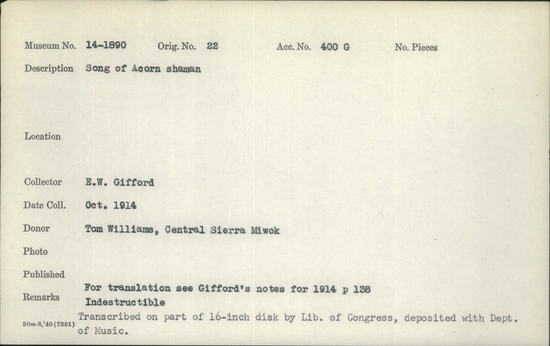 Museum No. 14-1890 Orig. No. 22 Acc. No. 400 G No. Pieces
Description Song of Acorn shaman
Location
Collector E.W. Gifford
Date Coll. Oct. 1914
Donor Tom Williams, Central Sierra Miwok
Photo
Published
For translation see Gifford's notes for 1914 p 138
Remarks Indestructible
Transcribed on part of 16-inch disk by Lib. of Congress, deposited with Dept.
50m-8,'40(7281) of Music.